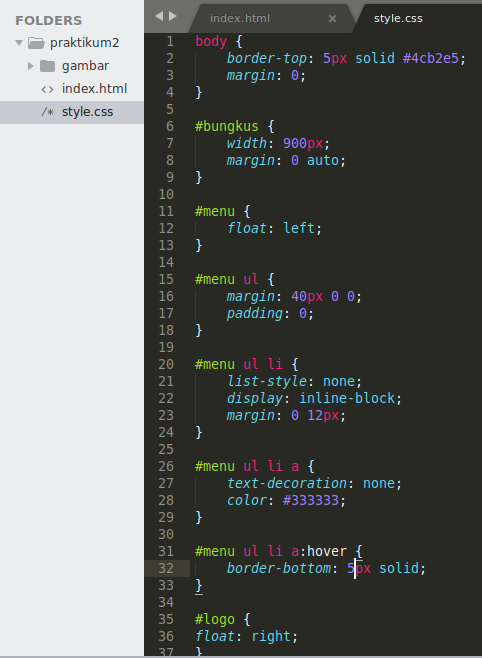 FOLDERS
praktikum2
gambar
index.html
style.css
index.html
style.css
1 body {
2 border-top: 5px solid #4cb2e5;
3 margin: 0;
4 }
5
6 #bungkus {
7 width: 900px;
8 margin: 0 auto;
9 }
10
11 #menu {
12 float: left;
13 }
14
15 #menu ul {
16 margin: 40px 0 0;
17 padding: 0;
18 }
19
20 #menu ul li {
21 list-style: none;
22 display: inline-block;
23 margin: 0 12px;
24 }
25
26 #menu ul li a {
27 text-decoration: none;
28 color: #333333;
29 }
30
31 #menu ul li a:hover {
32 border-bottom: 5px solid;
33 }
34
35 #logo {
36 float: right;
37 }